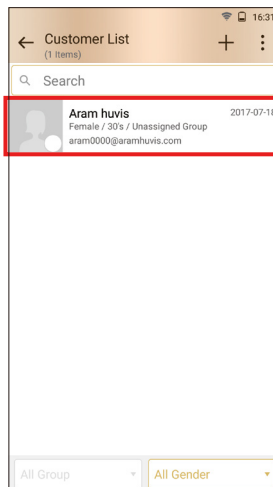 16:31
Customer List
(1 Items)
Search
Aram huvis
2017-07-18
Female / 30's / Unassigned Group
aram0000@aramhuvis.com
All Group
All Gender